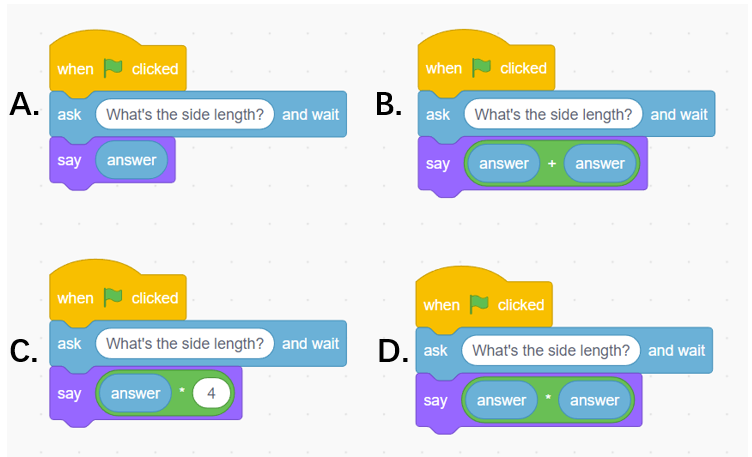 A.
when clicked
ask What's the side length? and wait
say answer
B.
when clicked
ask What's the side length? and wait
say answer + answer
C.
when clicked
ask What's the side length? and wait
say answer * 4
D.
when clicked
ask What's the side length? and wait
say answer * answer